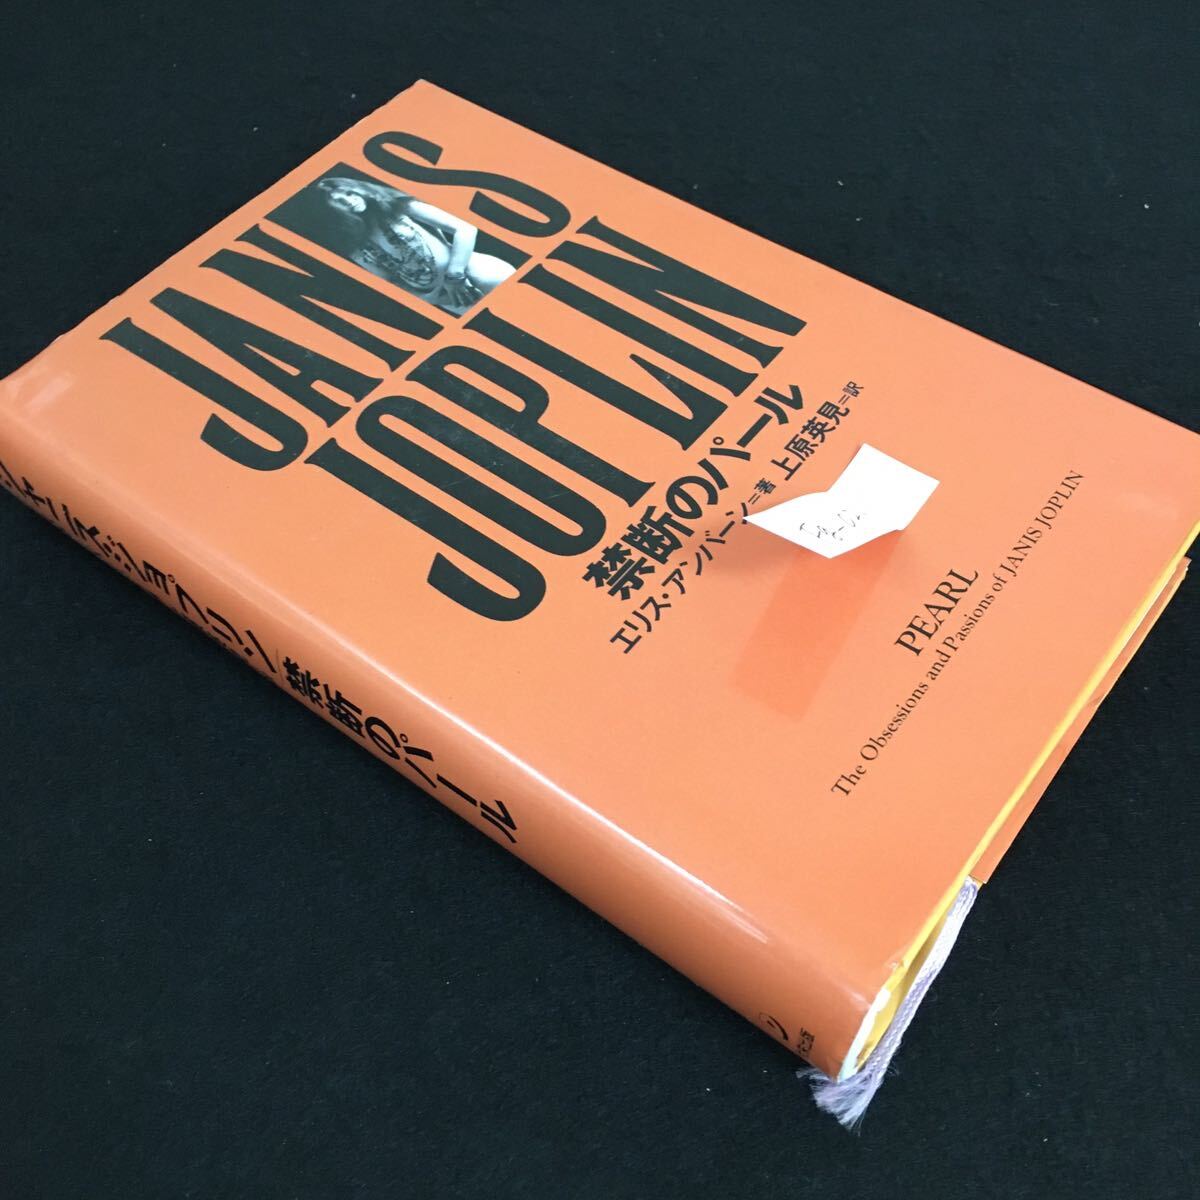 JANIS
JOPLIN
禁断のパール
エリス・アンバーン=著 上原英見=訳
PEARL
The Obsessions and Passions of JANIS JOPLIN
ジャニス・ジョプリン 禁断のパール